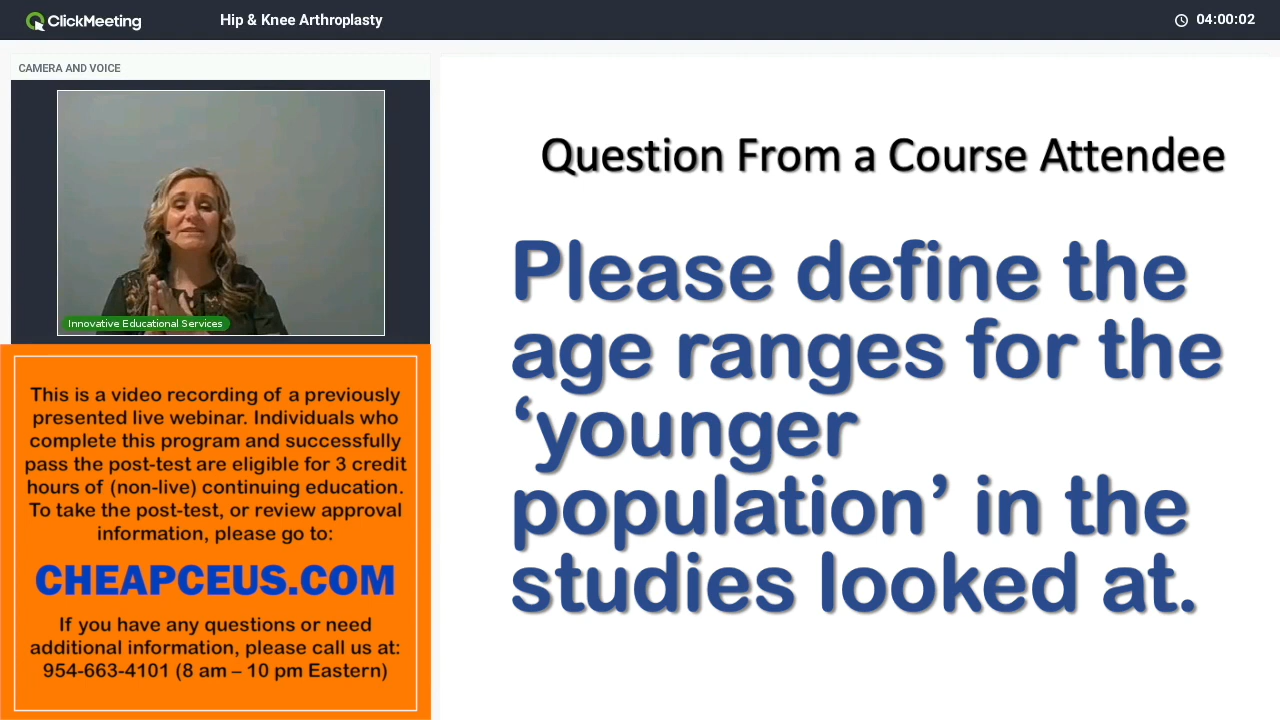 ClickMeeting
Hip & Knee Arthroplasty
04:00:02
CAMERA AND VOICE
Innovative Educational Services
This is a video recording of a previously
presented live webinar. Individuals who
complete this program and successfully
pass the post-test are eligible for 3 credit
hours of (non-live) continuing education.
To take the post-test, or review approval
information, please go to:
CHEAPCEUS.COM
If you have any questions or need
additional information, please call us at:
954-663-4101 (8 am – 10 pm Eastern)
Question From a Course Attendee
Please define the
age ranges for the
‘younger
population’ in the
studies looked at.